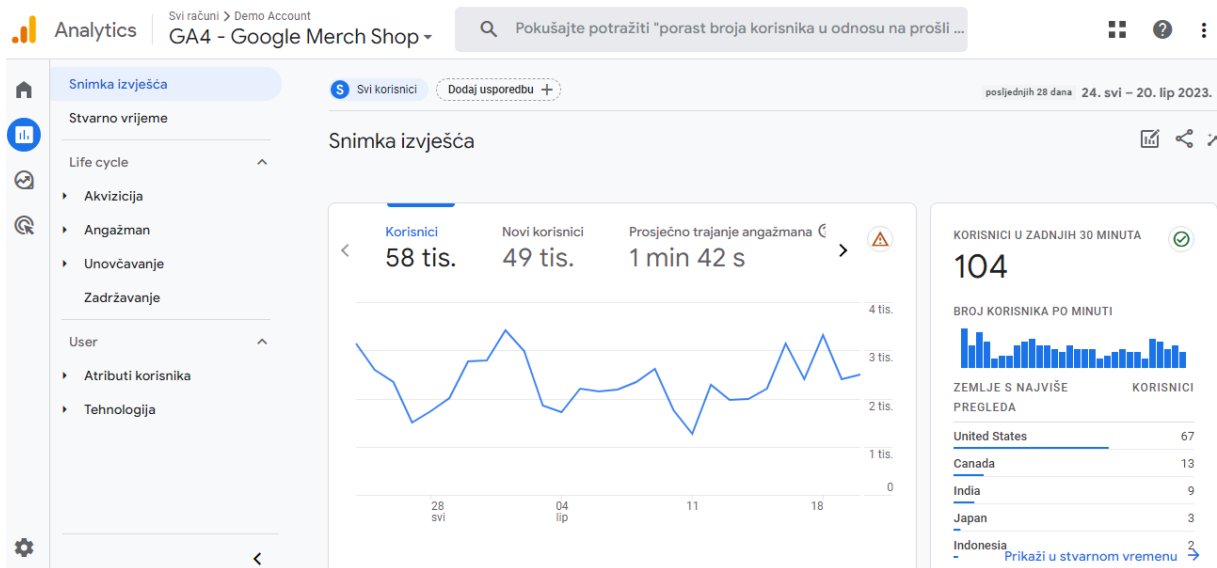 Analytics
Svi računi > Demo Account
GA4 - Google Merch Shop
Pokušajte potražiti "porast broja korisnika u odnosu na prošli ...
Snimka izvješća
Stvarno vrijeme
Life cycle
Akvizicija
Angažman
Unovčavanje
Zadržavanje
User
Atributi korisnika
Tehnologija
S Svi korisnici
Dodaj usporedbu +
posljednjih 28 dana 24. svi – 20. lip 2023.
Snimka izvješća
Korisnici
58 tis.
Novi korisnici
49 tis.
Prosječno trajanje angažmana
1 min 42 s
4 tis.
3 tis.
2 tis.
1 tis.
0
28
svi
04
lip
11
18
KORISNICI U ZADNJIH 30 MINUTA
104
BROJ KORISNIKA PO MINUTI
ZEMLJE S NAJVIŠE PREGLEDA KORISNICI
United States 67
Canada 13
India 9
Japan 3
Indonesia 2
Prikaži u stvarnom vremenu